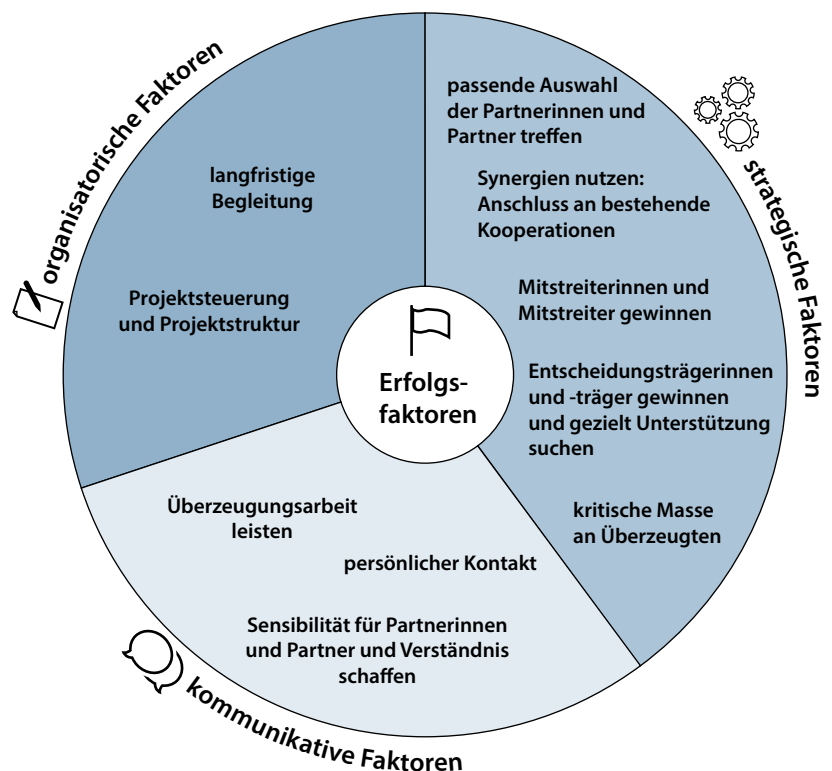 organisatorische Faktoren
langfristige
Begleitung
Projektsteuerung
und Projektstruktur
strategische Faktoren
passende Auswahl
der Partnerinnen und
Partner treffen
Synergien nutzen:
Anschluss an bestehende
Kooperationen
Mitstreiterinnen und
Mitstreiter gewinnen
Entscheidungsträgerinnen
und -träger gewinnen
und gezielt Unterstützung
suchen
kritische Masse
an Überzeugten
Erfolgs-
faktoren
Überzeugungsarbeit
leisten
persönlicher Kontakt
Sensibilität für Partnerinnen
und Partner und Verständnis
schaffen
kommunikative Faktoren